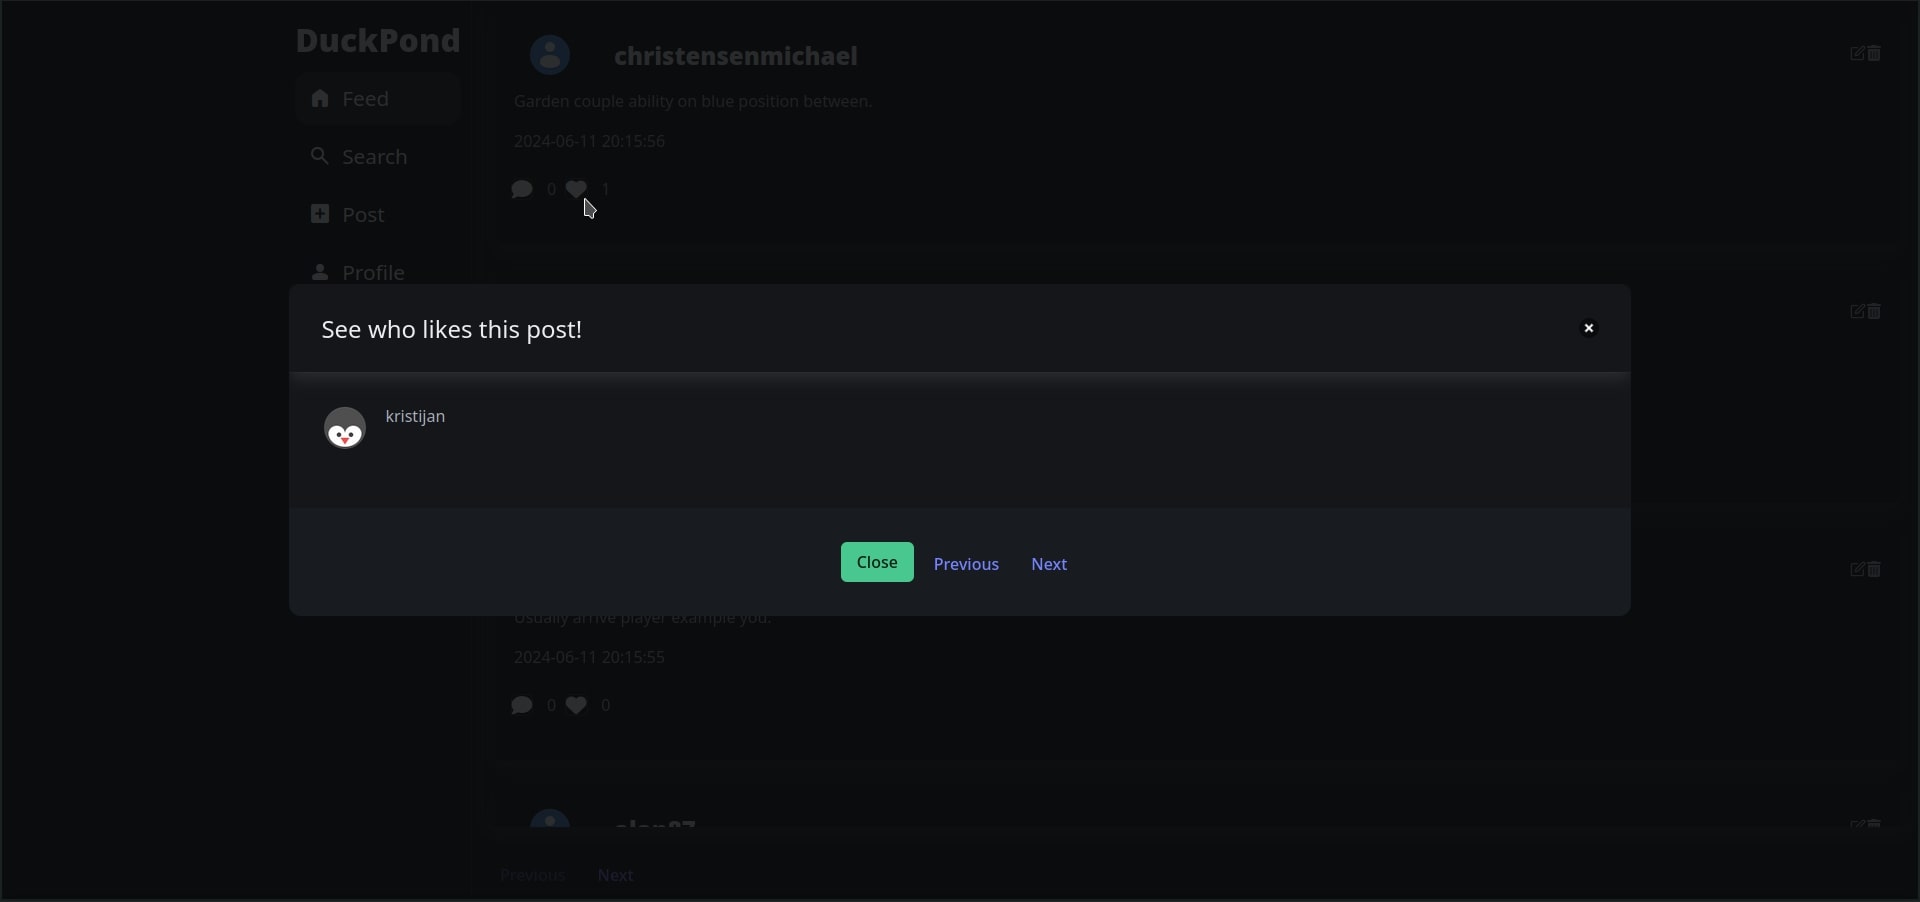 DuckPond
Feed
Search
Post
Profile
christensenmichael
Garden couple ability on blue position between.
2024-06-11 20:15:56
0 1
See who likes this post!
kristijan
Close Previous Next
Usually arrive player example you.
2024-06-11 20:15:55
0 0
Previous Next